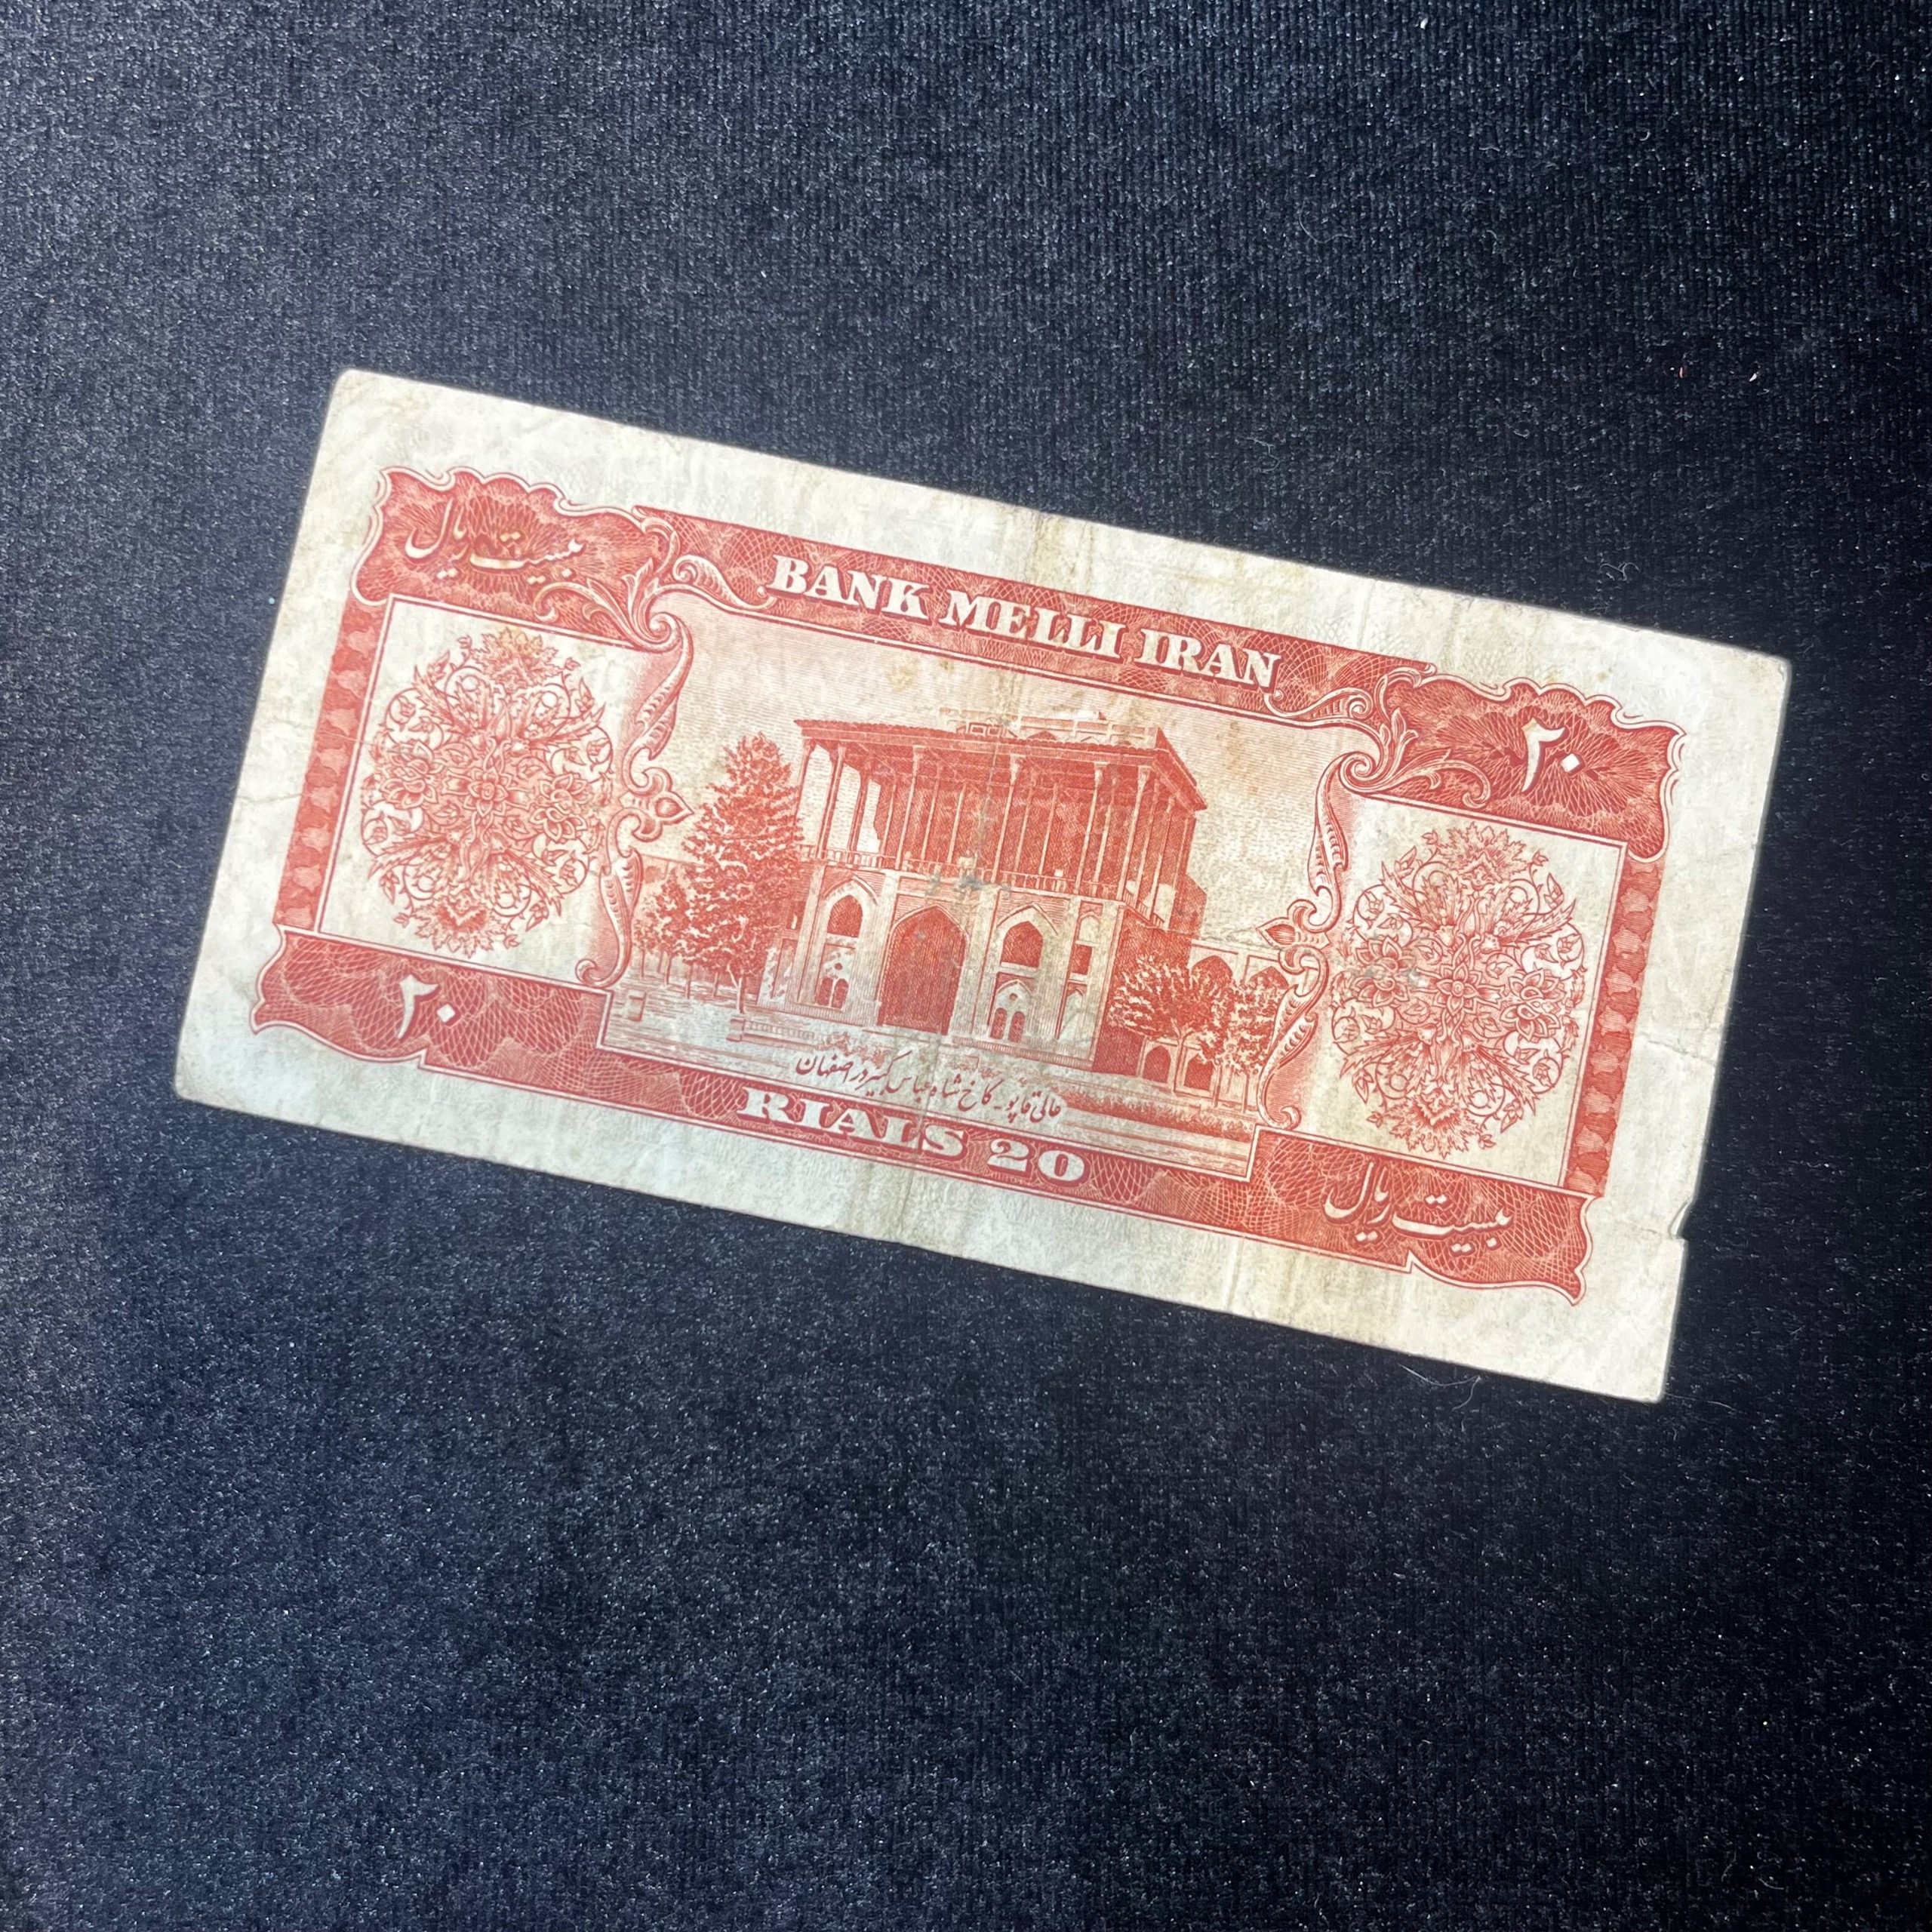 بیست ریال
BANK MELLI IRAN
۲۰
۲۰
عالی قاپو - کاخ شاه عباس کبیر در اصفهان
RIALS 20
بیست ریال